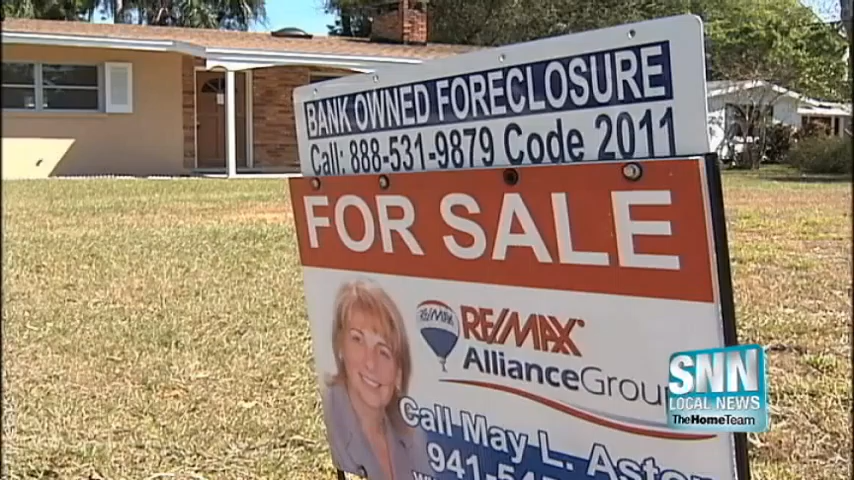 BANK OWNED FORECLOSURE
Call: 888-531-9879 Code 2011
FOR SALE
RE/MAX
RE/MAX
AllianceGrou
Call May L. Aston
941-545
SNN
LOCAL NEWS
TheHomeTeam